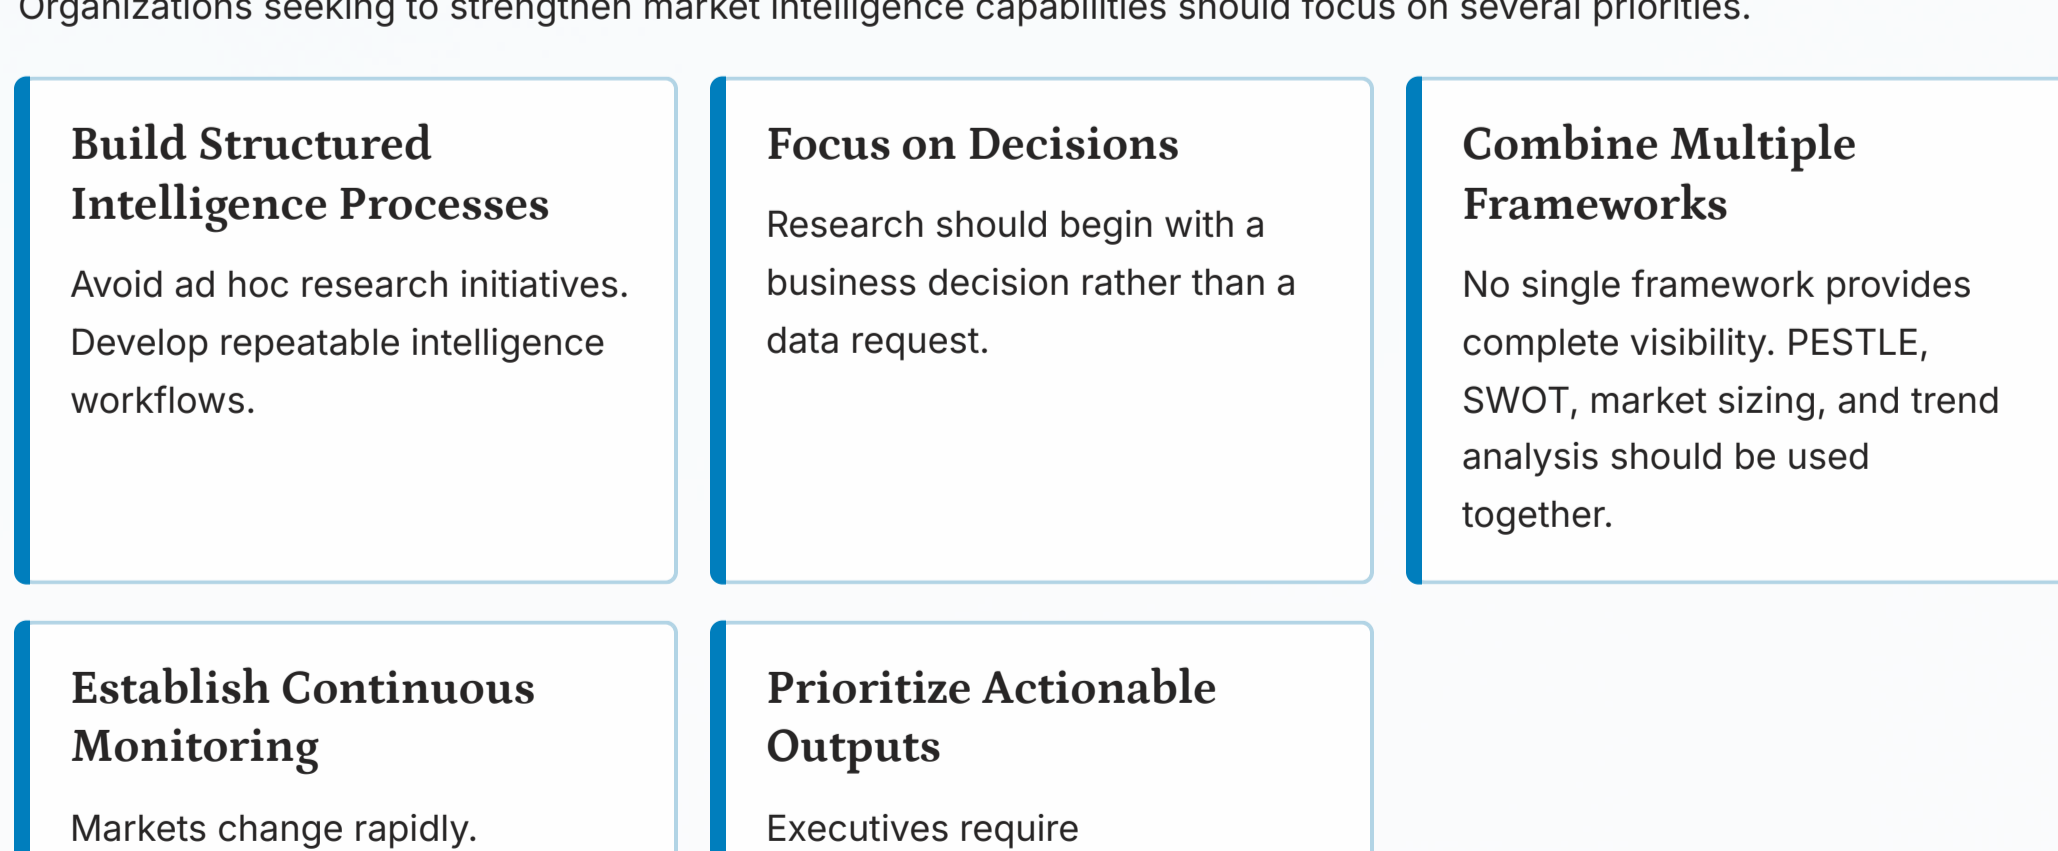 Organizations seeking to strengthen market intelligence capabilities should focus on several priorities.
Build Structured
Intelligence Processes
Avoid ad hoc research initiatives.
Develop repeatable intelligence
workflows.
Focus on Decisions
Research should begin with a
business decision rather than a
data request.
Combine Multiple
Frameworks
No single framework provides
complete visibility. PESTLE,
SWOT, market sizing, and trend
analysis should be used
together.
Establish Continuous
Monitoring
Markets change rapidly.
Prioritize Actionable
Outputs
Executives require